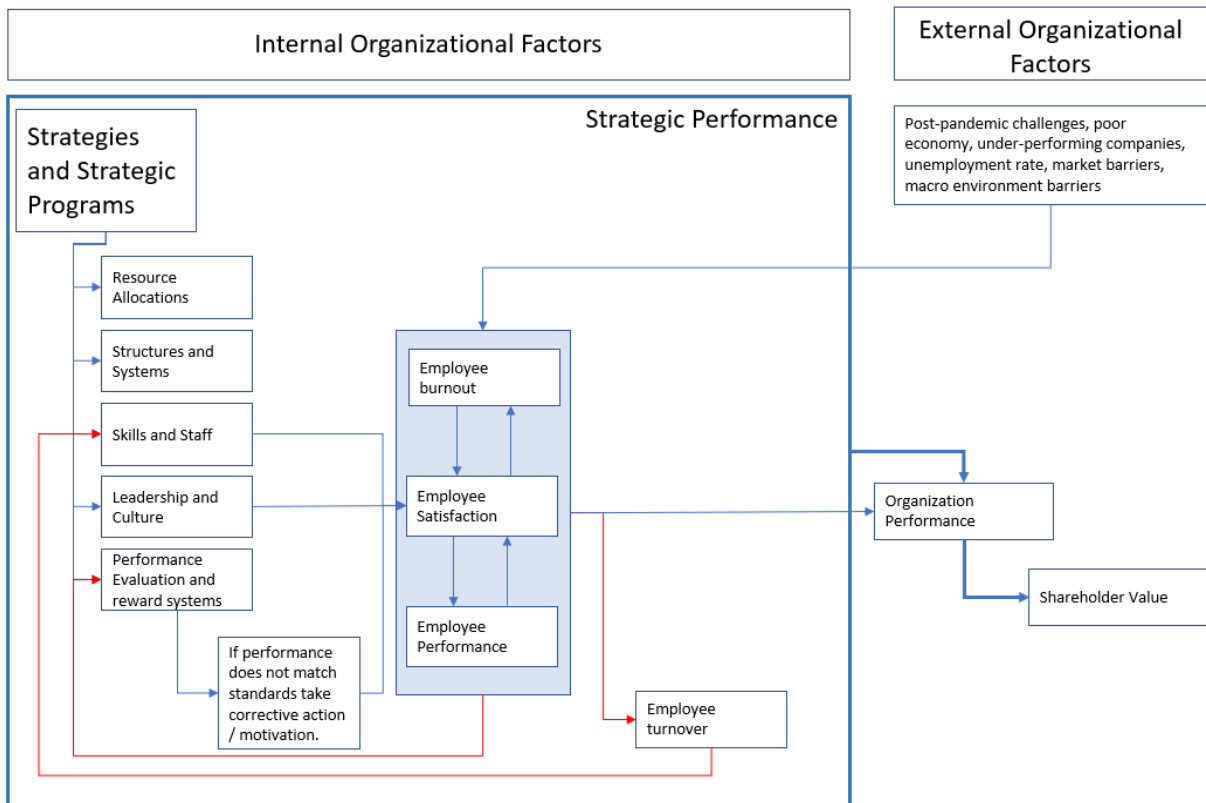 Internal Organizational Factors
External Organizational
Factors
Strategic Performance
Strategies
and Strategic
Programs
Post-pandemic challenges, poor
economy, under-performing companies,
unemployment rate, market barriers,
macro environment barriers
Resource
Allocations
Structures and
Systems
Skills and Staff
Leadership and
Culture
Performance
Evaluation and
reward systems
If performance
does not match
standards take
corrective action
/ motivation.
Employee
burnout
Employee
Satisfaction
Employee
Performance
Employee
turnover
Organization
Performance
Shareholder Value